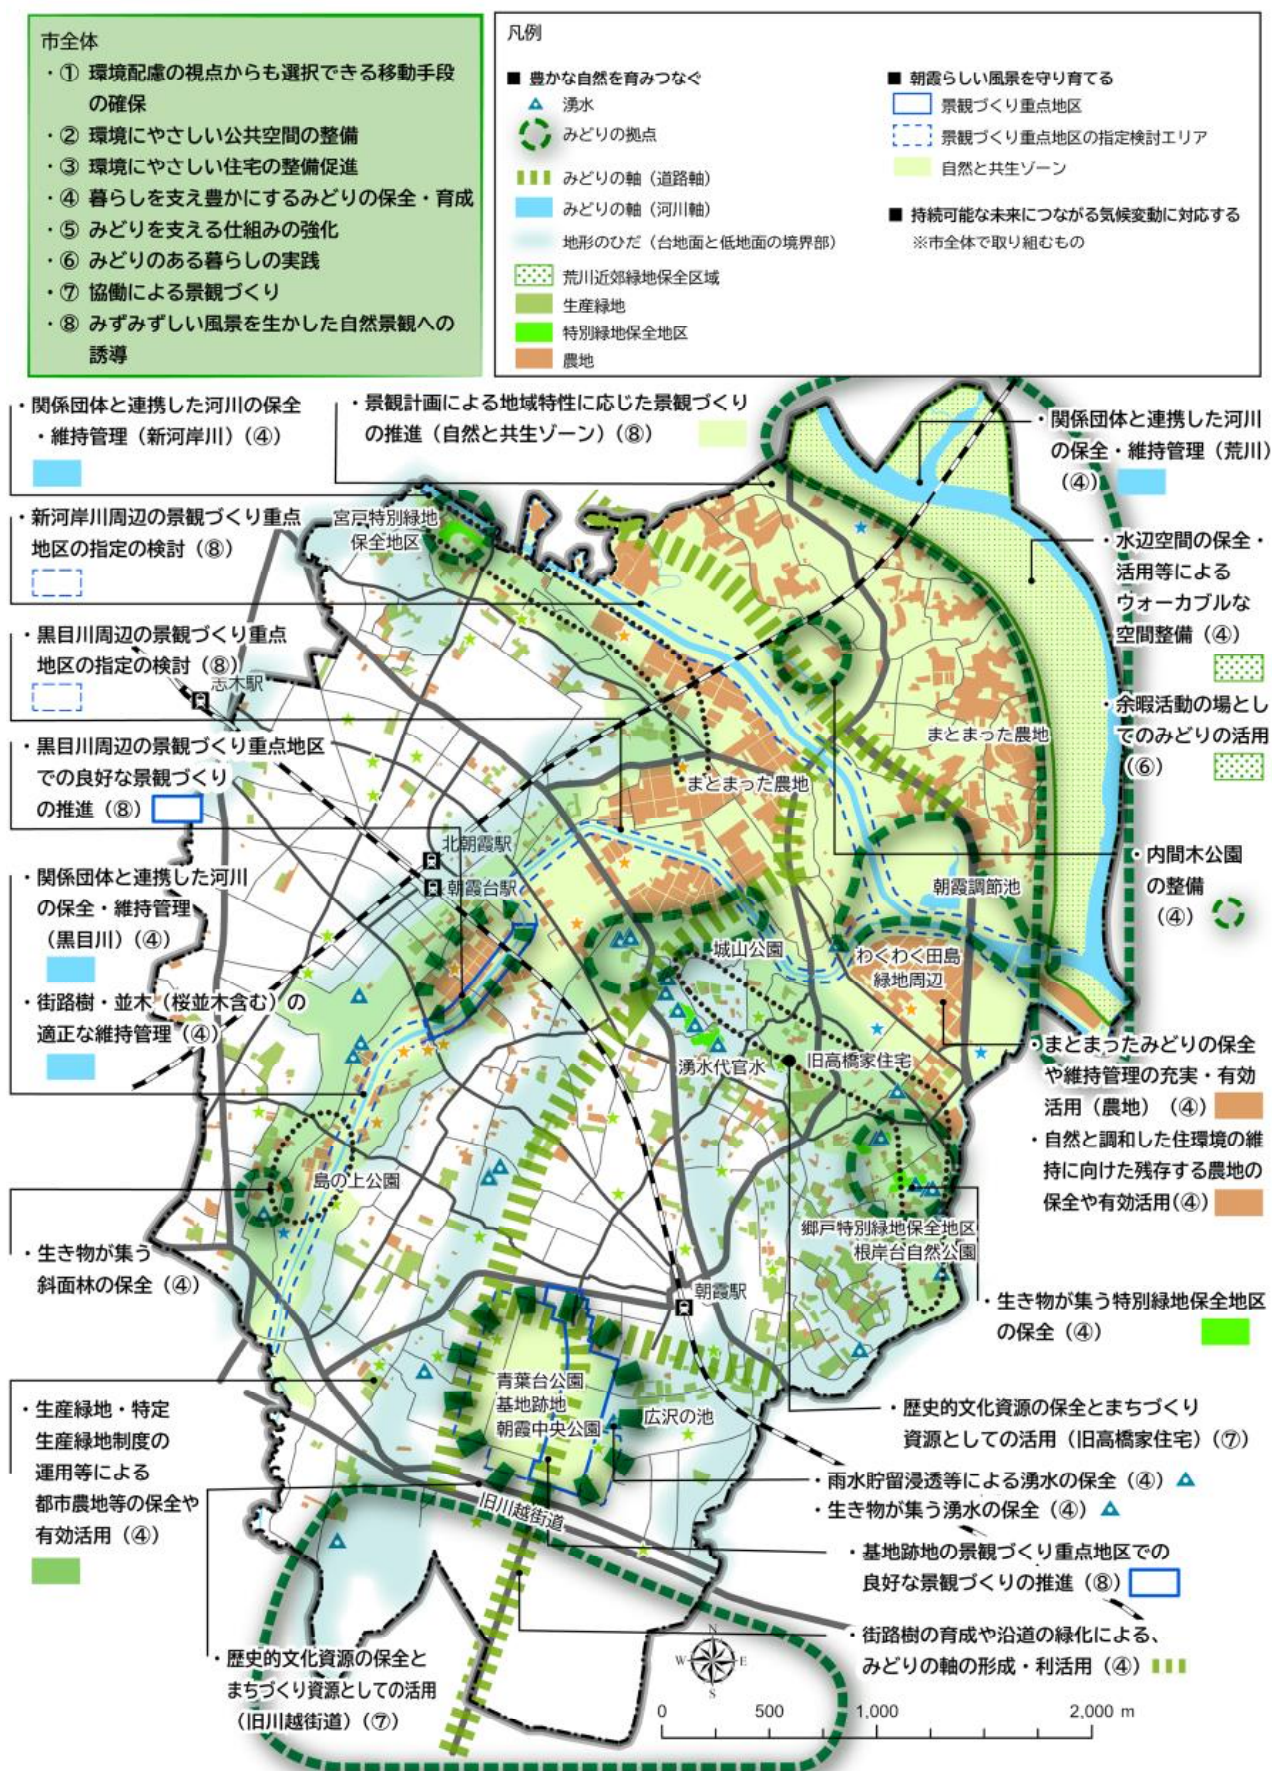 市全体
・① 環境配慮の視点からも選択できる移動手段
の確保
・② 環境にやさしい公共空間の整備
・③ 環境にやさしい住宅の整備促進
・④ 暮らしを支え豊かにするみどりの保全・育成
・⑤ みどりを支える仕組みの強化
・⑥ みどりのある暮らしの実践
・⑦ 協働による景観づくり
・⑧ みずみずしい風景を生かした自然景観への
誘導
凡例
■ 豊かな自然を育みつなぐ
湧水
みどりの拠点
みどりの軸（道路軸）
みどりの軸（河川軸）
地形のひだ（台地面と低地面の境界部）
荒川近郊緑地保全区域
生産緑地
特別緑地保全地区
農地
■ 朝霞らしい風景を守り育てる
景観づくり重点地区
景観づくり重点地区の指定検討エリア
自然と共生ゾーン
■ 持続可能な未来につながる気候変動に対応する
※市全体で取り組むもの
・関係団体と連携した河川の保全
・維持管理（新河岸川）（④）
・景観計画による地域特性に応じた景観づくり
の推進（自然と共生ゾーン）（⑧）
・関係団体と連携した河川
の保全・維持管理（荒川）
（④）
・新河岸川周辺の景観づくり重点
地区の指定の検討（⑧）
宮戸特別緑地
保全地区
・水辺空間の保全・
活用等による
ウォーカブルな
空間整備（④）
・黒目川周辺の景観づくり重点
地区の指定の検討（⑧）
志木駅
・余暇活動の場とし
てのみどりの活用
（⑥）
まとまった農地
・黒目川周辺の景観づくり重点地区
での良好な景観づくり
の推進（⑧）
まとまった農地
北朝霞駅
朝霞台駅
・内間木公園
の整備
（④）
朝霞調節池
・関係団体と連携した河川
の保全・維持管理
（黒目川）（④）
城山公園
わくわく田島
緑地周辺
・街路樹・並木（桜並木含む）の
適正な維持管理（④）
湧水代官水
旧高橋家住宅
・まとまったみどりの保全
や維持管理の充実・有効
活用（農地）（④）
・自然と調和した住環境の維
持に向けた残存する農地の
保全や有効活用（④）
島の上公園
郷戸特別緑地保全地区
根岸台自然公園
・生き物が集う
斜面林の保全（④）
朝霞駅
・生き物が集う特別緑地保全地区
の保全（④）
青葉台公園
基地跡地
朝霞中央公園
広沢の池
・生産緑地・特定
生産緑地制度の
運用等による
都市農地等の保全や
有効活用（④）
・歴史的文化資源の保全とまちづくり
資源としての活用（旧高橋家住宅）（⑦）
・雨水貯留浸透等による湧水の保全（④）
・生き物が集う湧水の保全（④）
旧川越街道
・基地跡地の景観づくり重点地区での
良好な景観づくりの推進（⑧）
・街路樹の育成や沿道の緑化による、
みどりの軸の形成・利活用（④）
・歴史的文化資源の保全と
まちづくり資源としての活用
（旧川越街道）（⑦）
N
W E
S
0 500 1,000 2,000 m